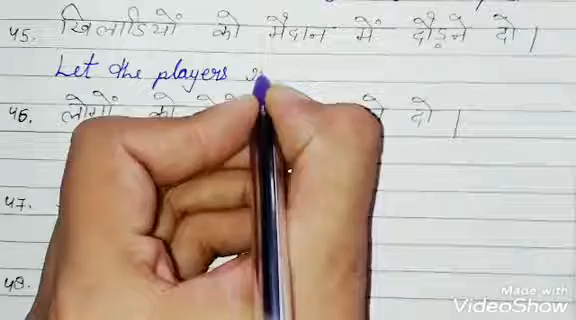 45. खिलाडियों को मैदान में दौड़ने दो ।
Let the players
46. लोगों को दो ।
47.
48.
Made with
VideoShow